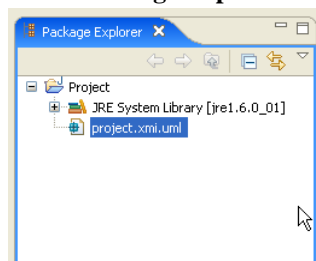 Package Explorer
Project
JRE System Library [jre1.6.0_01]
project.xmi.uml